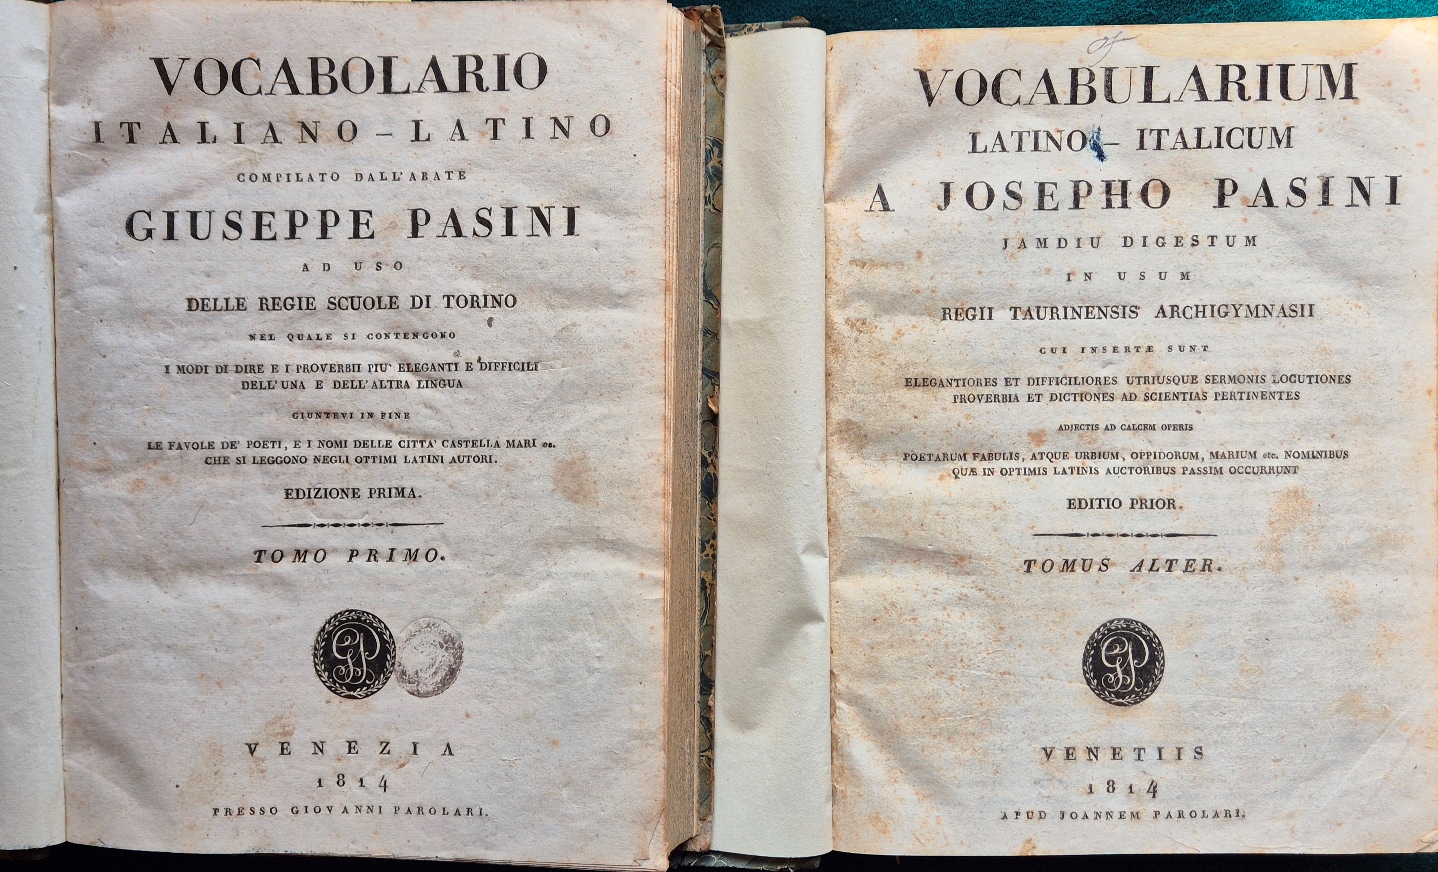 VOCABOLARIO
ITALIANO – LATINO
COMPILATO DALL'ABATE
GIUSEPPE PASINI
AD USO
DELLE REGIE SCUOLE DI TORINO
NEL QUALE SI CONTENGONO
I MODI DI DIRE E I PROVERBII PIU' ELEGANTI E DIFFICILI
DELL'UNA E DELL'ALTRA LINGUA
GIUNTEVI IN FINE
LE FAVOLE DE' POETI, E I NOMI DELLE CITTA' CASTELLA MARI ec.
CHE SI LEGGONO NEGLI OTTIMI LATINI AUTORI.
EDIZIONE PRIMA.
TOMO PRIMO.
GP
VENEZIA
1814
PRESSO GIOVANNI PAROLARI.
VOCABULARIUM
LATINO – ITALICUM
A JOSEPHO PASINI
JAMDIU DIGESTUM
IN USUM
REGII TAURINENSIS ARCHIGYMNASII
CUI INSERTÆ SUNT
ELEGANTIORES ET DIFFICILIORES UTRIUSQUE SERMONIS LOCUTIONES
PROVERBIA ET DICTIONES AD SCIENTIAS PERTINENTES
ADJECTIS AD CALCEM OPERIS
POETARUM FABULIS, ATQUE URBIUM, OPPIDORUM, MARIUM etc. NOMINIBUS
QUÆ IN OPTIMIS LATINIS AUCTORIBUS PASSIM OCCURRUNT
EDITIO PRIOR.
TOMUS ALTER.
GP
VENETIIS
1814
APUD JOANNEM PAROLARI.